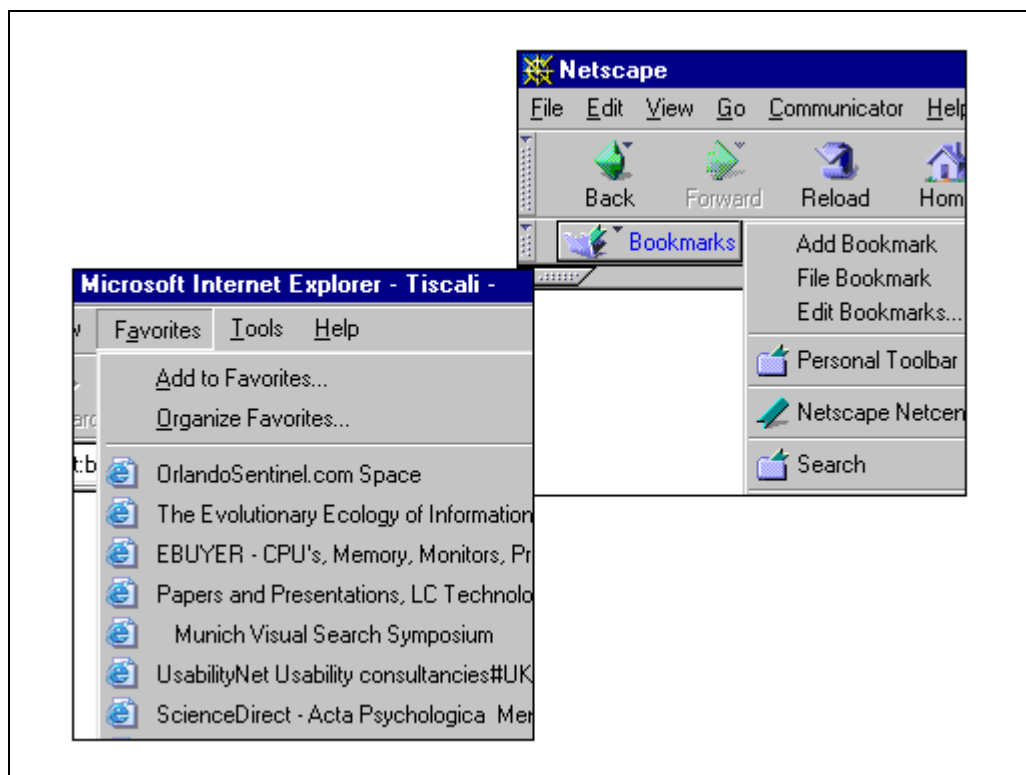 Netscape
File Edit View Go Communicator Help
Back Forward Reload Hom
Bookmarks
Add Bookmark
File Bookmark
Edit Bookmarks...
Personal Toolbar
Netscape Netcen
Search
Microsoft Internet Explorer - Tiscali -
w Favorites Tools Help
Add to Favorites...
Organize Favorites...
t:b
OrlandoSentinel.com Space
The Evolutionary Ecology of Information
EBUYER - CPU's, Memory, Monitors, Pr
Papers and Presentations, LC Technolo
Munich Visual Search Symposium
UsabilityNet Usability consultancies#UK
ScienceDirect - Acta Psychologica Mer